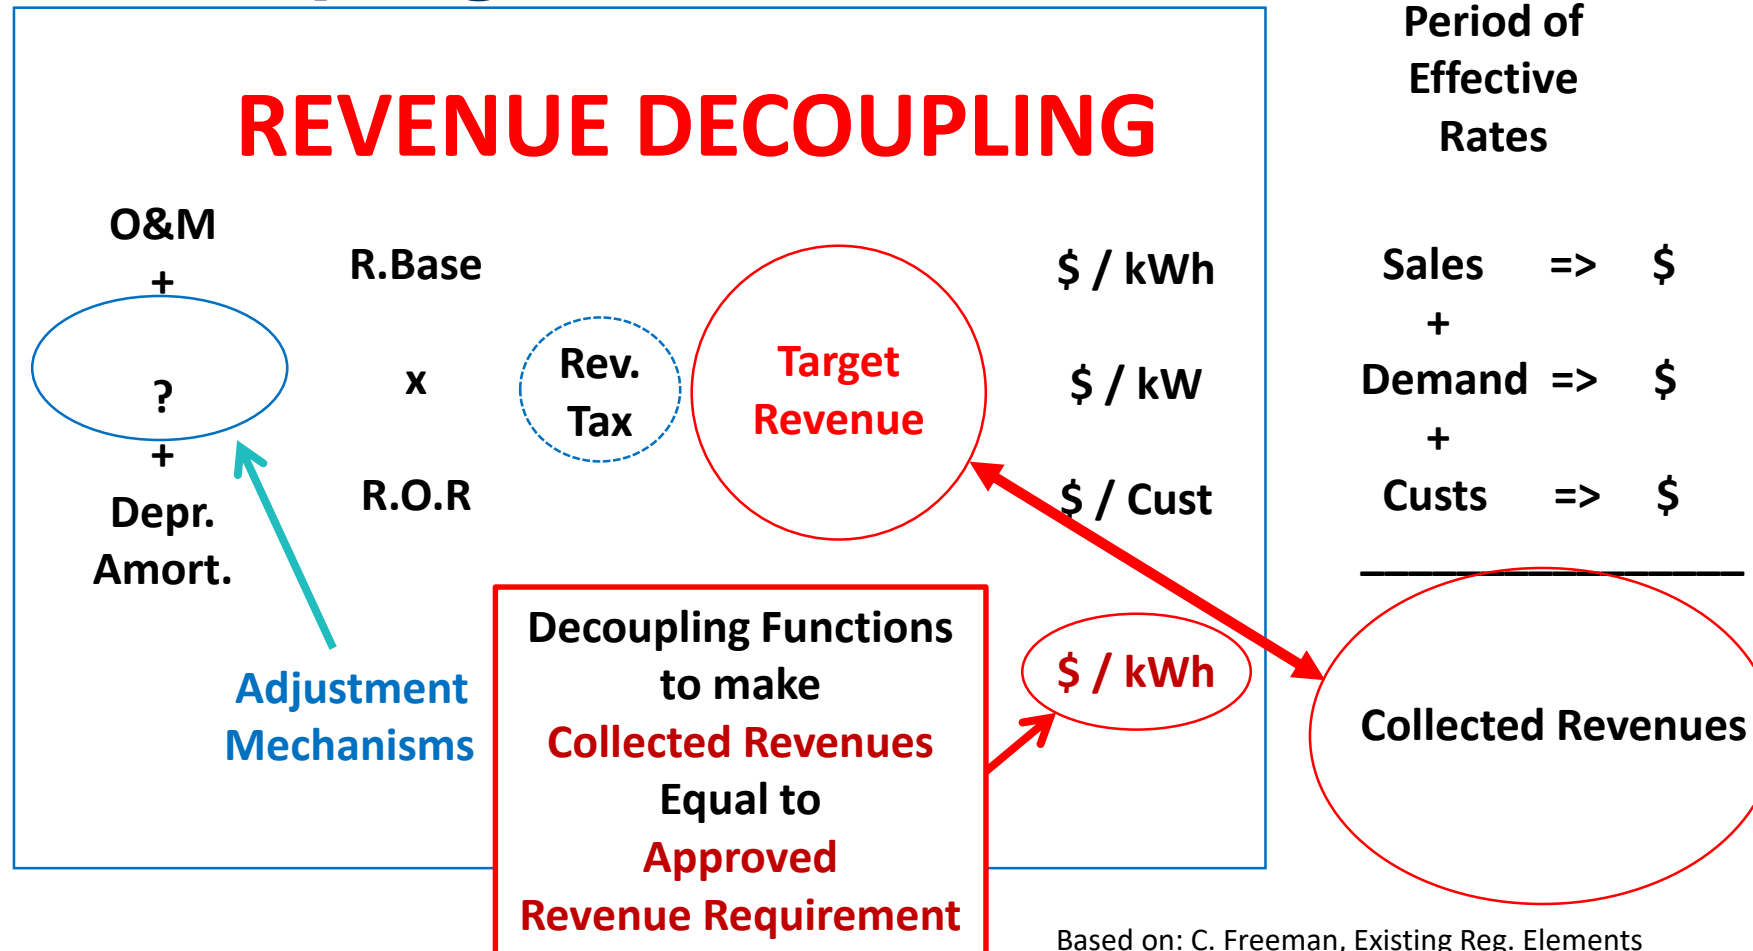 REVENUE DECOUPLING
O&M
+
?
+
Depr.
Amort.
R.Base
x
R.O.R
Rev.
Tax
Target
Revenue
$ / kWh
$ / kW
$ / Cust
Adjustment
Mechanisms
Decoupling Functions
to make
Collected Revenues
Equal to
Approved
Revenue Requirement
$ / kWh
Period of
Effective
Rates
Sales => $
+
Demand => $
+
Custs => $
________________
Collected Revenues
Based on: C. Freeman, Existing Reg. Elements